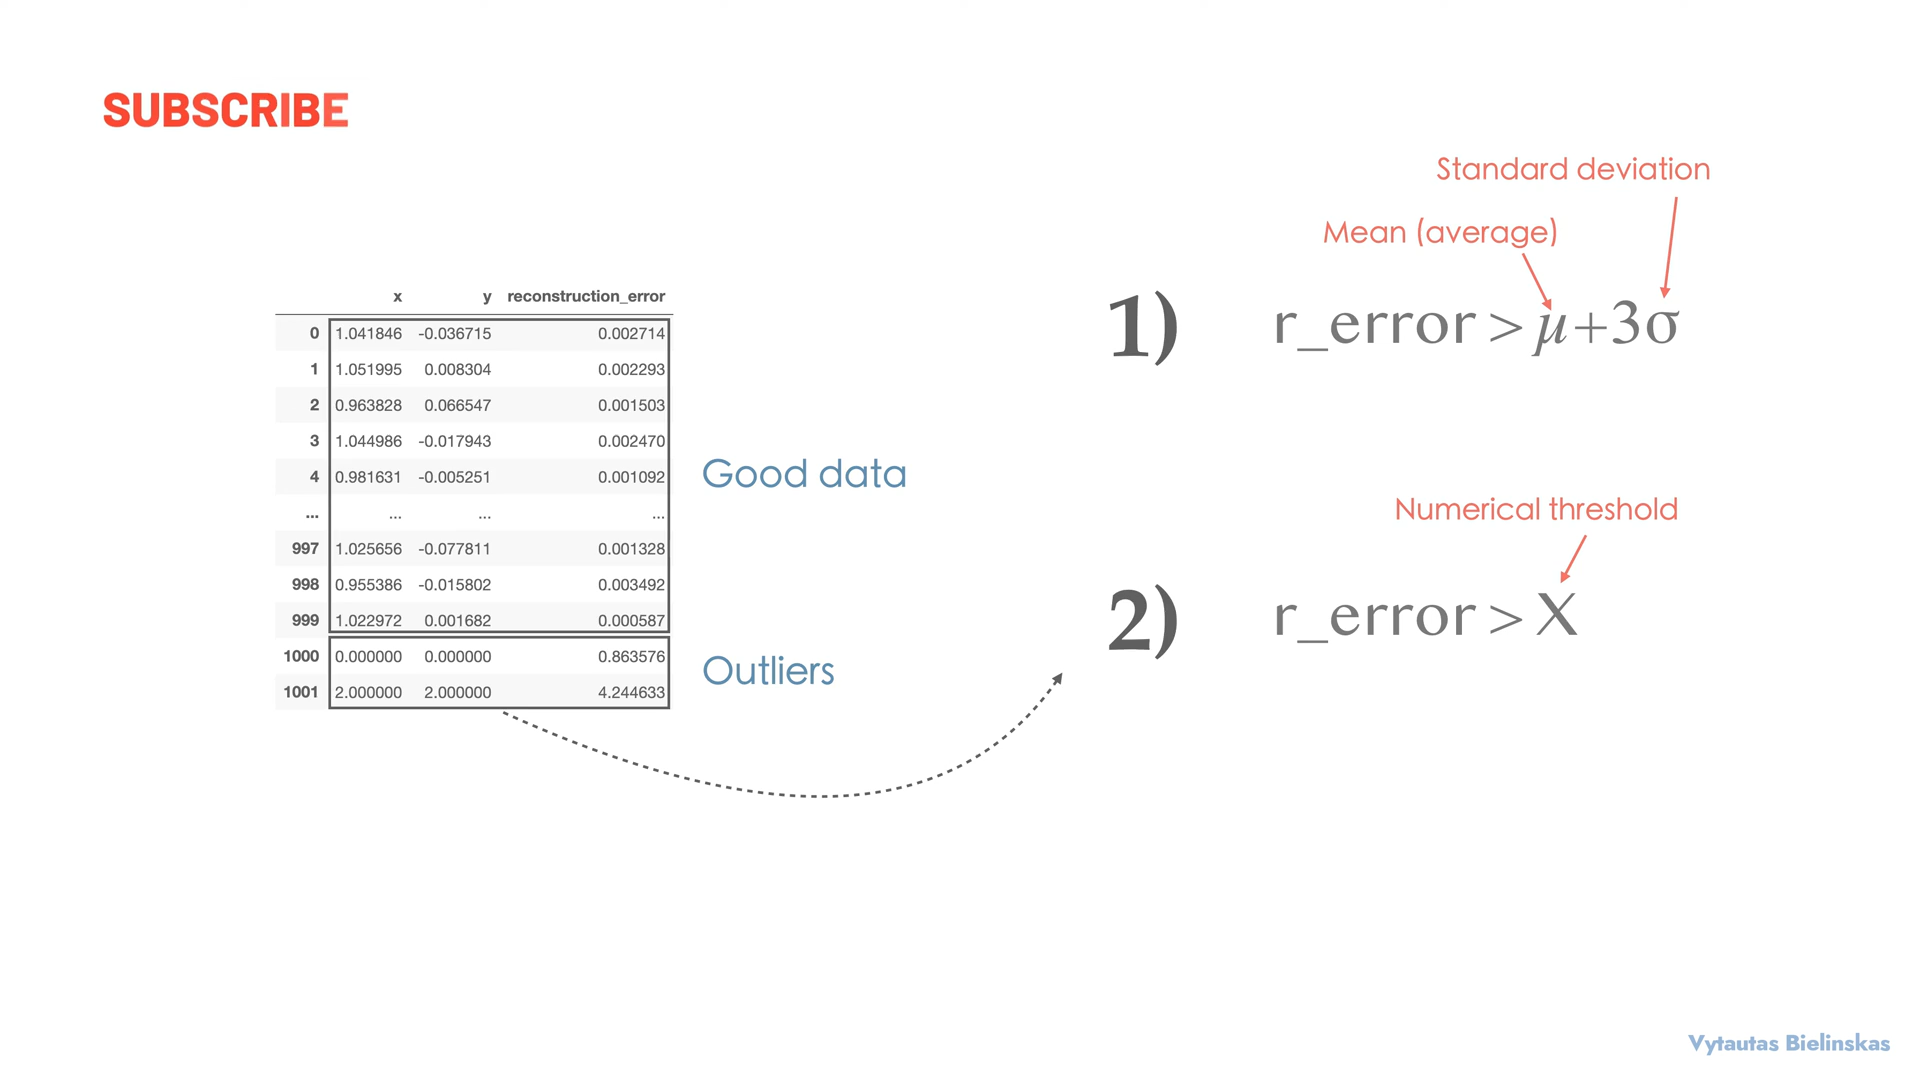 SUBSCRIBE
Standard deviation
Mean (average)
1) r_error > μ+3σ
x y reconstruction_error
0 1.041846 -0.036715 0.002714
1 1.051995 0.008304 0.002293
2 0.963828 0.066547 0.001503
3 1.044986 -0.017943 0.002470
4 0.981631 -0.005251 0.001092
... ... ... ...
997 1.025656 -0.077811 0.001328
998 0.955386 -0.015802 0.003492
999 1.022972 0.001682 0.000587
1000 0.000000 0.000000 0.863576
1001 2.000000 2.000000 4.244633
Good data
Outliers
Numerical threshold
2) r_error > X
Vytautas Bielinskas